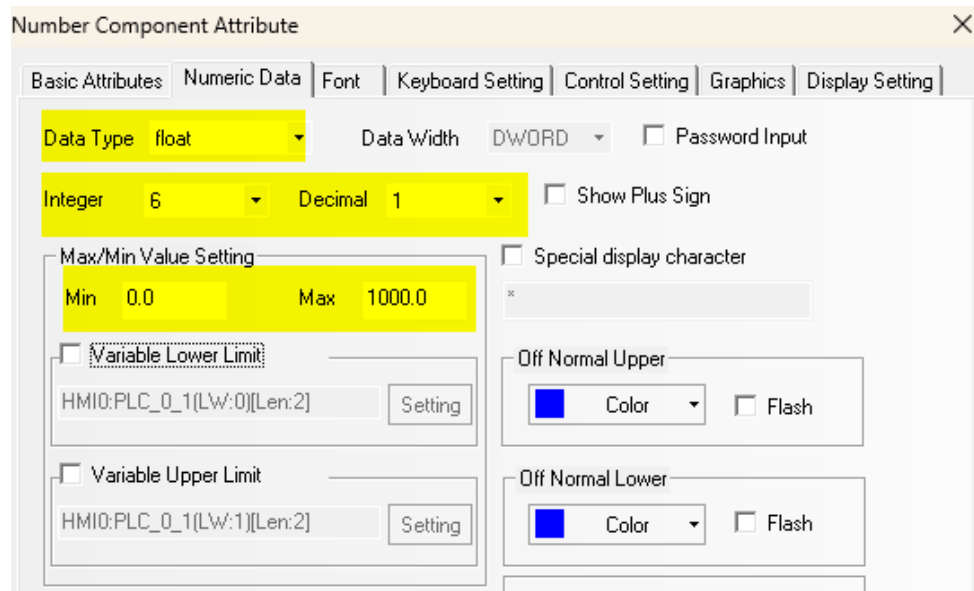 Number Component Attribute
Basic Attributes Numeric Data Font Keyboard Setting Control Setting Graphics Display Setting
Data Type float Data Width DWORD Password Input
Integer 6 Decimal 1 Show Plus Sign
Max/Min Value Setting Special display character
Min 0.0 Max 1000.0 *
Variable Lower Limit Off Normal Upper
HMI0:PLC_0_1(LW:0)[Len:2] Setting Color Flash
Variable Upper Limit Off Normal Lower
HMI0:PLC_0_1(LW:1)[Len:2] Setting Color Flash